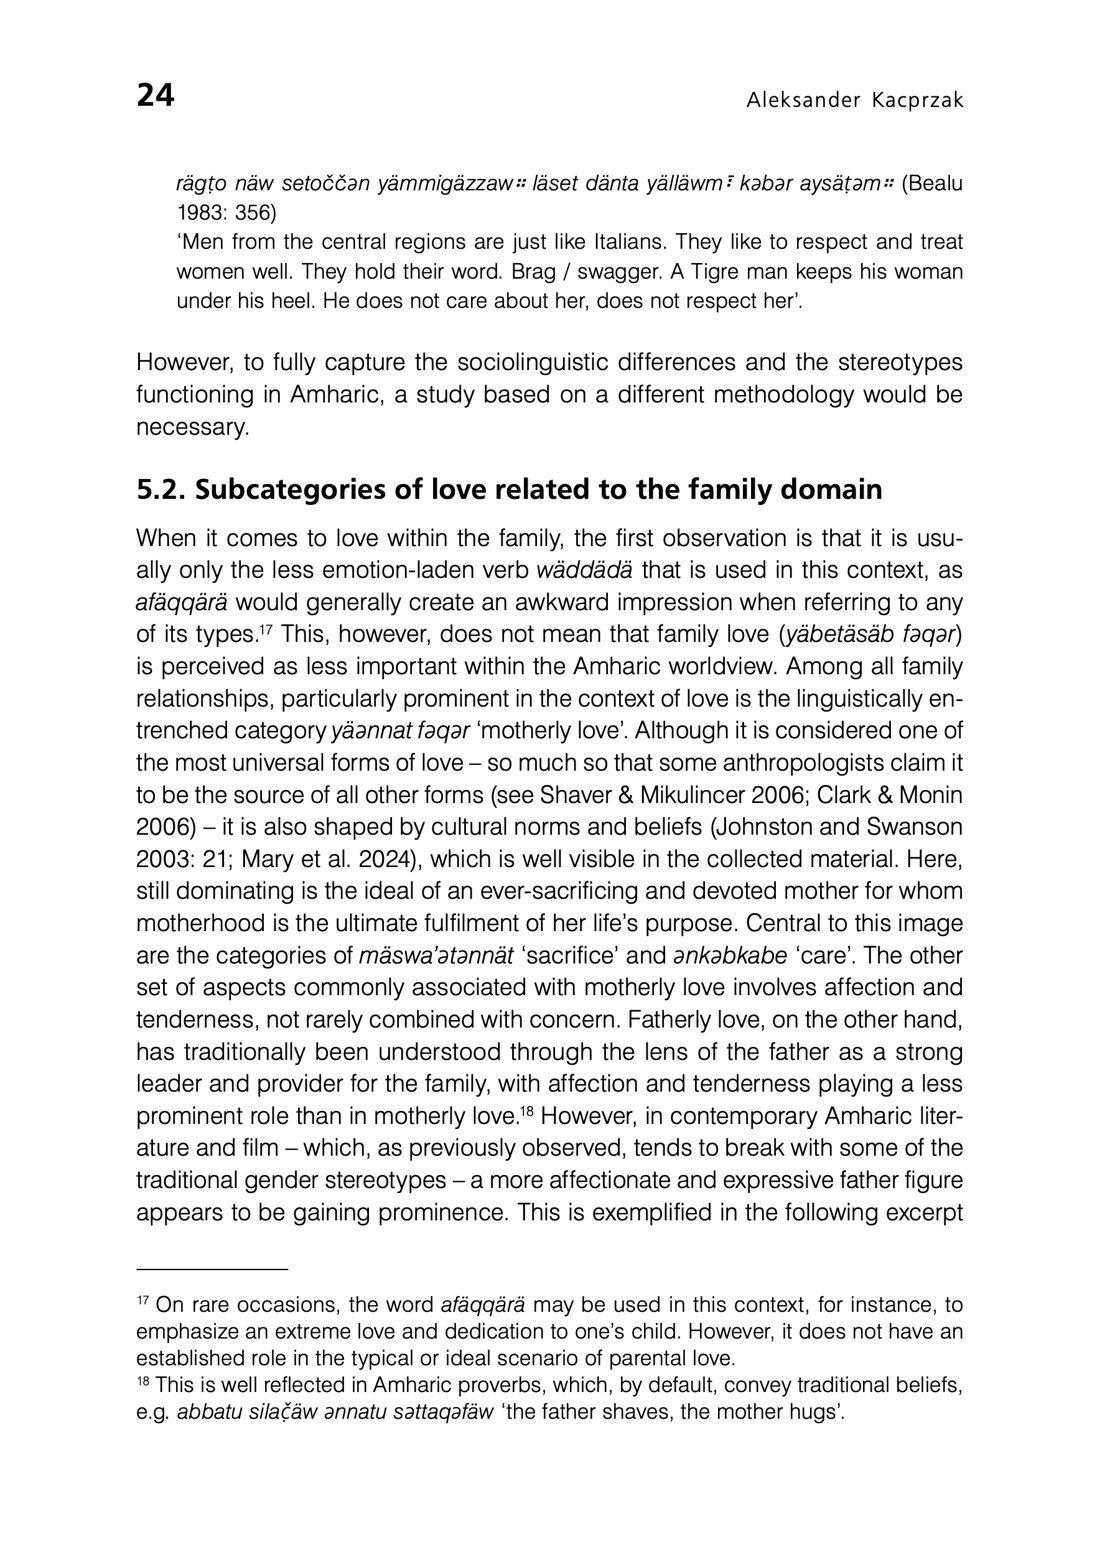 24
Aleksander Kacprzak
rägṭo näw setoččən yämmigäzzaw። läset dänta yälläwm፤ kəbər aysäṭəm። (Bealu
1983: 356)
‘Men from the central regions are just like Italians. They like to respect and treat
women well. They hold their word. Brag / swagger. A Tigre man keeps his woman
under his heel. He does not care about her, does not respect her’.
However, to fully capture the sociolinguistic differences and the stereotypes
functioning in Amharic, a study based on a different methodology would be
necessary.
5.2. Subcategories of love related to the family domain
When it comes to love within the family, the first observation is that it is usu-
ally only the less emotion-laden verb wäddädä that is used in this context, as
afäqqärä would generally create an awkward impression when referring to any
of its types.¹⁷ This, however, does not mean that family love (yäbetäsäb fəqər)
is perceived as less important within the Amharic worldview. Among all family
relationships, particularly prominent in the context of love is the linguistically en-
trenched category yäənnat fəqər ‘motherly love’. Although it is considered one of
the most universal forms of love – so much so that some anthropologists claim it
to be the source of all other forms (see Shaver & Mikulincer 2006; Clark & Monin
2006) – it is also shaped by cultural norms and beliefs (Johnston and Swanson
2003: 21; Mary et al. 2024), which is well visible in the collected material. Here,
still dominating is the ideal of an ever-sacrificing and devoted mother for whom
motherhood is the ultimate fulfilment of her life’s purpose. Central to this image
are the categories of mäswa’ətənnät ‘sacrifice’ and ənkəbkabe ‘care’. The other
set of aspects commonly associated with motherly love involves affection and
tenderness, not rarely combined with concern. Fatherly love, on the other hand,
has traditionally been understood through the lens of the father as a strong
leader and provider for the family, with affection and tenderness playing a less
prominent role than in motherly love.¹⁸ However, in contemporary Amharic liter-
ature and film – which, as previously observed, tends to break with some of the
traditional gender stereotypes – a more affectionate and expressive father figure
appears to be gaining prominence. This is exemplified in the following excerpt
¹⁷ On rare occasions, the word afäqqärä may be used in this context, for instance, to
emphasize an extreme love and dedication to one’s child. However, it does not have an
established role in the typical or ideal scenario of parental love.
¹⁸ This is well reflected in Amharic proverbs, which, by default, convey traditional beliefs,
e.g. abbatu silač̣äw ənnatu səttaqəfäw ‘the father shaves, the mother hugs’.